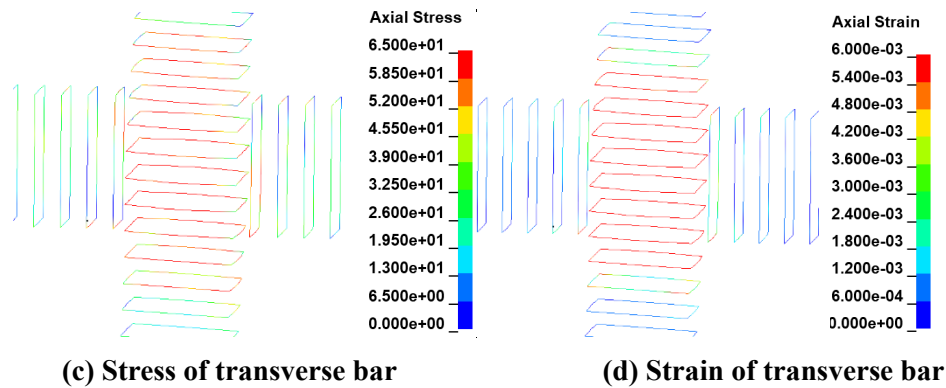 Axial Stress
6.500e+01
5.850e+01
5.200e+01
4.550e+01
3.900e+01
3.250e+01
2.600e+01
1.950e+01
1.300e+01
6.500e+00
0.000e+00
Axial Strain
6.000e-03
5.400e-03
4.800e-03
4.200e-03
3.600e-03
3.000e-03
2.400e-03
1.800e-03
1.200e-03
6.000e-04
0.000e+00
(c) Stress of transverse bar
(d) Strain of transverse bar